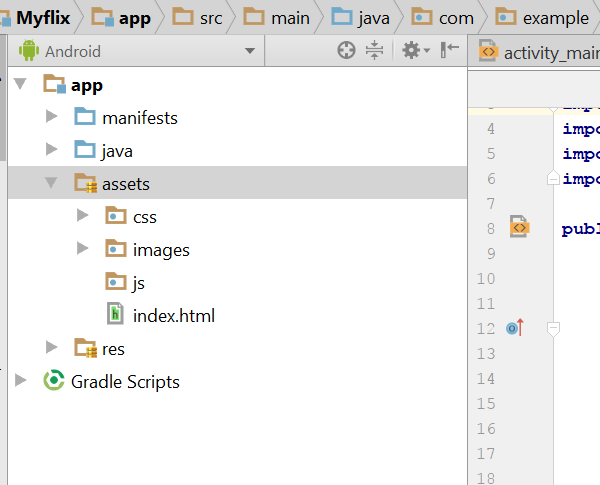 Myflix app src main java com example
Android
activity_main
app
manifests
java
assets
css
images
js
index.html
res
Gradle Scripts
4 impo
5 impo
6 impo
7
8 publ
9
10
11
12
13
14
15
16
17
18